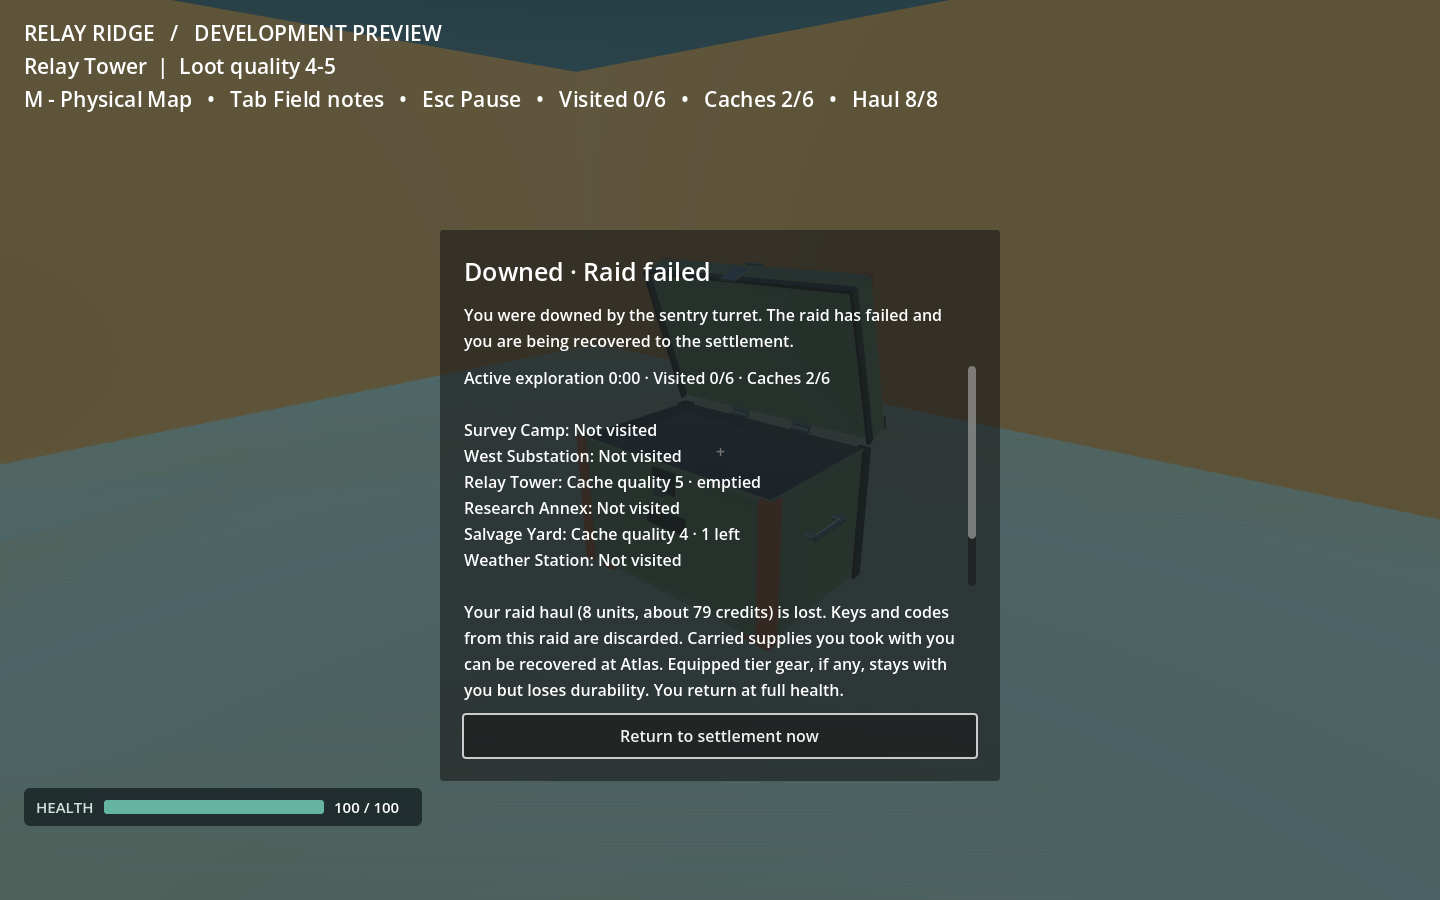 RELAY RIDGE / DEVELOPMENT PREVIEW
Relay Tower | Loot quality 4-5
M - Physical Map • Tab Field notes • Esc Pause • Visited 0/6 • Caches 2/6 • Haul 8/8
Downed · Raid failed
You were downed by the sentry turret. The raid has failed and
you are being recovered to the settlement.
Active exploration 0:00 · Visited 0/6 · Caches 2/6
Survey Camp: Not visited
West Substation: Not visited
Relay Tower: Cache quality 5 · emptied
Research Annex: Not visited
Salvage Yard: Cache quality 4 · 1 left
Weather Station: Not visited
Your raid haul (8 units, about 79 credits) is lost. Keys and codes
from this raid are discarded. Carried supplies you took with you
can be recovered at Atlas. Equipped tier gear, if any, stays with
you but loses durability. You return at full health.
Return to settlement now
HEALTH 100 / 100